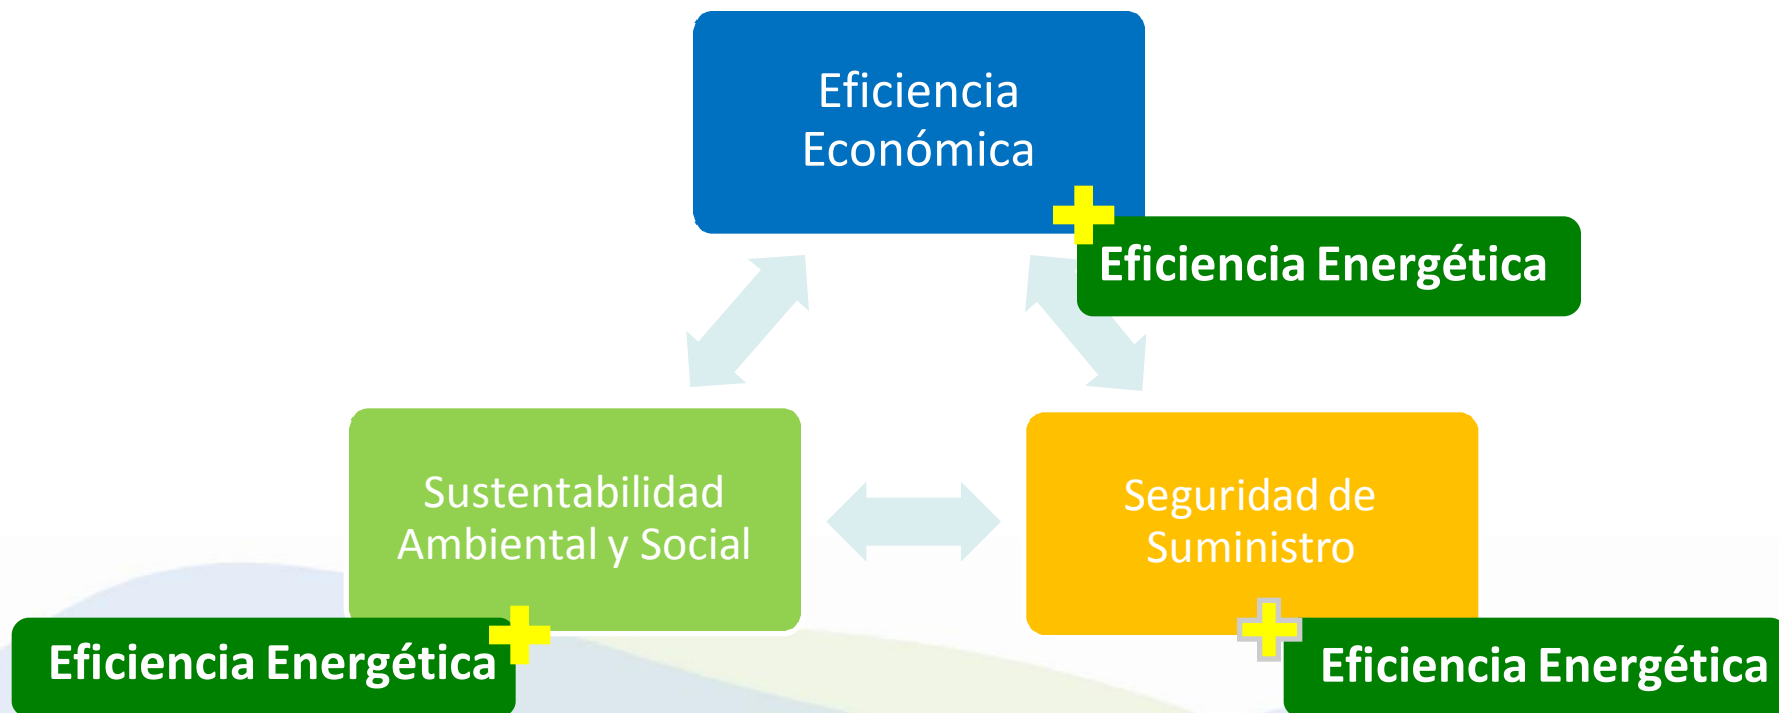 Eficiencia
Económica
Eficiencia Energética
Sustentabilidad
Ambiental y Social
Seguridad de
Suministro
Eficiencia Energética
Eficiencia Energética